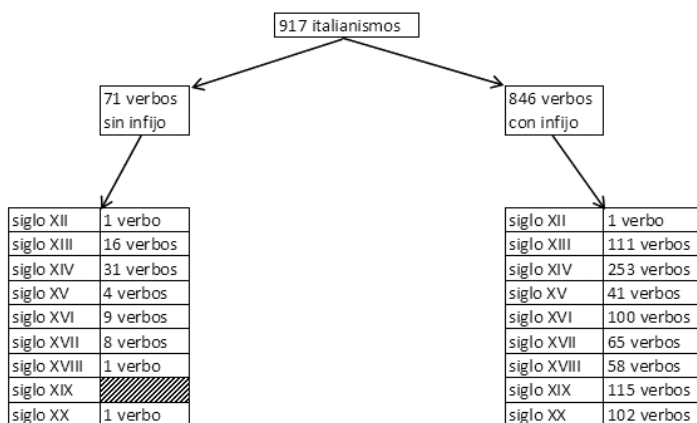 917 italianismos
71 verbos
sin infijo
846 verbos
con infijo
siglo XII 1 verbo
siglo XIII 16 verbos
siglo XIV 31 verbos
siglo XV 4 verbos
siglo XVI 9 verbos
siglo XVII 8 verbos
siglo XVIII 1 verbo
siglo XIX
siglo XX 1 verbo
siglo XII 1 verbo
siglo XIII 111 verbos
siglo XIV 253 verbos
siglo XV 41 verbos
siglo XVI 100 verbos
siglo XVII 65 verbos
siglo XVIII 58 verbos
siglo XIX 115 verbos
siglo XX 102 verbos